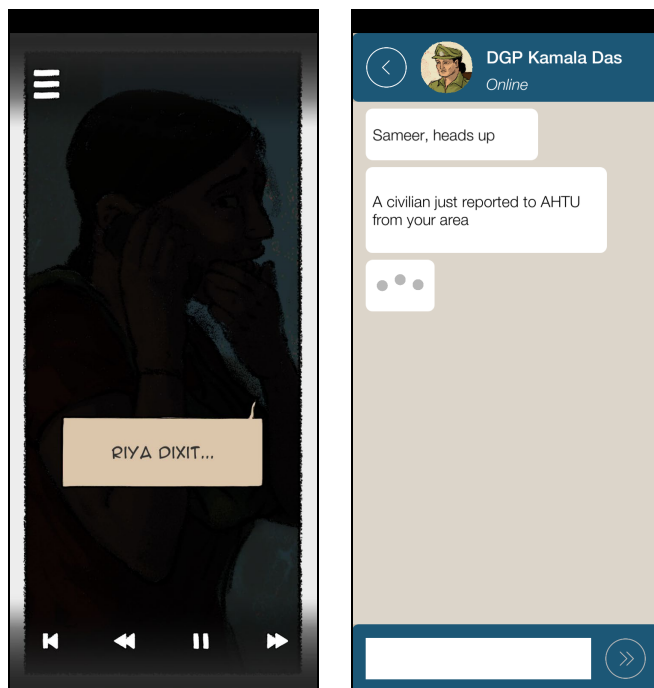 RIYA DIXIT...
DGP Kamala Das
Online
Sameer, heads up
A civilian just reported to AHTU
from your area